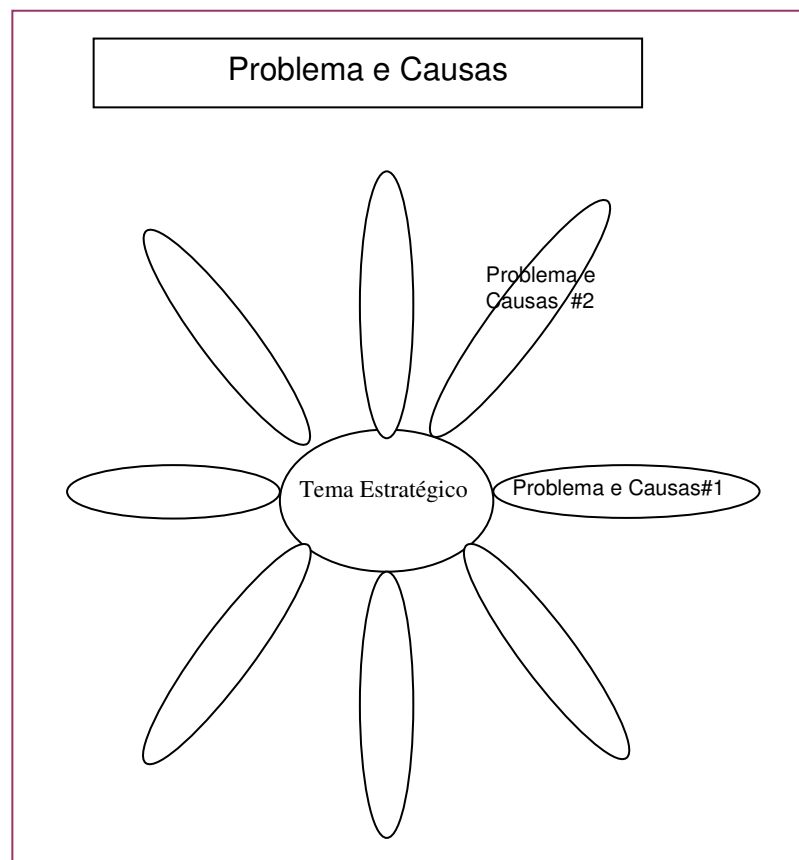 Problema e Causas
Problema e
Causas  #2
Tema Estratégico
Problema e Causas#1